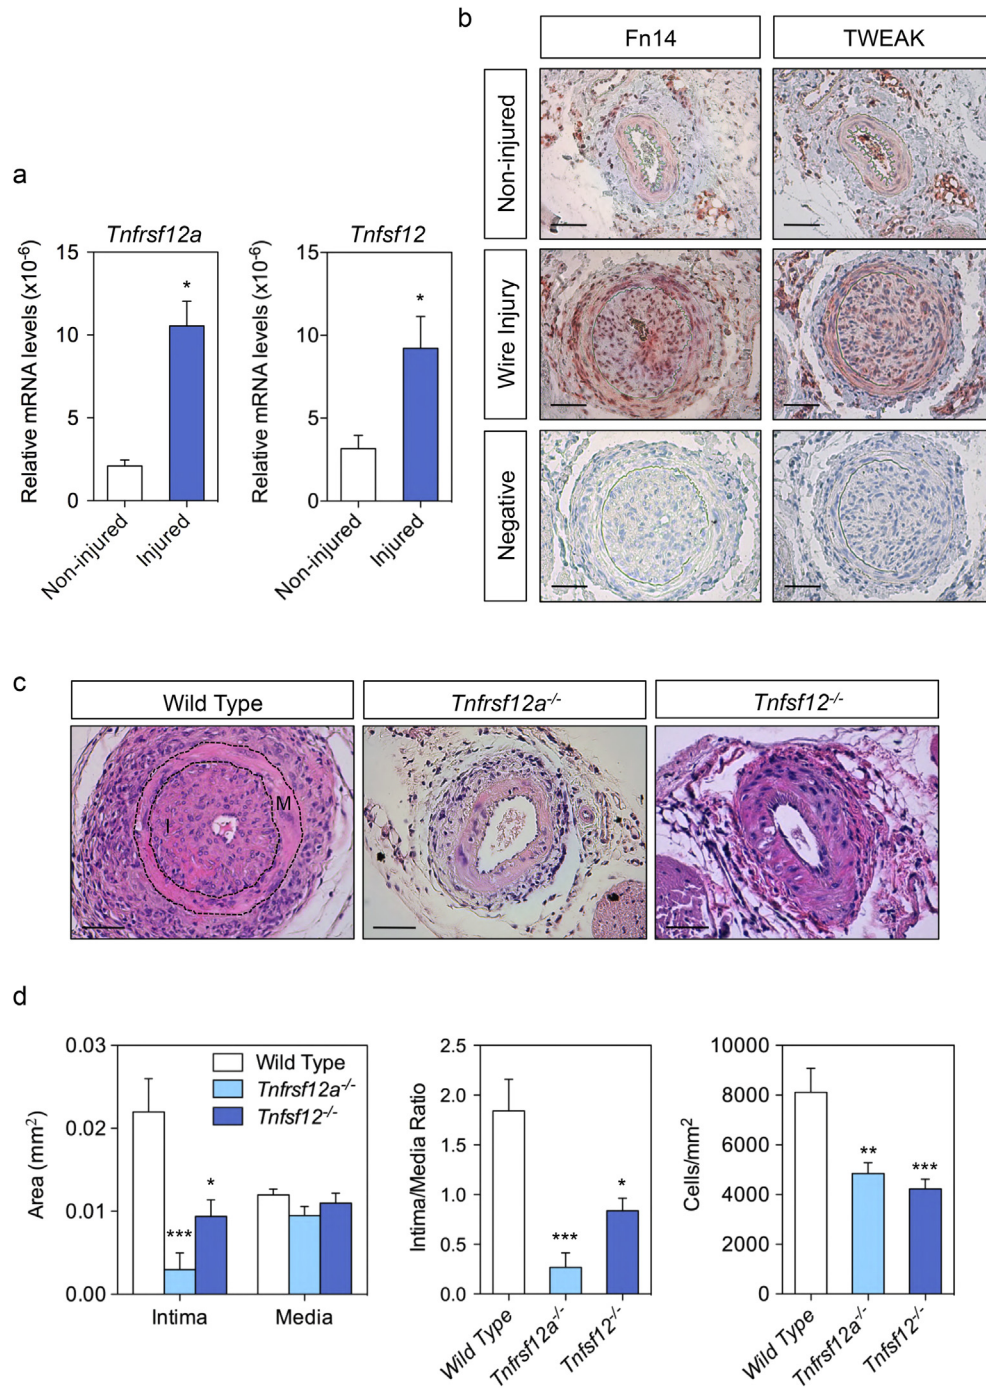 a
Tnfrsf12a
Relative mRNA levels (x10-6)
15
10
5
0
*
Non-injured
Injured
Tnfsf12
Relative mRNA levels (x10-6)
15
10
5
0
*
Non-injured
Injured
b
Fn14
TWEAK
Non-injured
Wire Injury
Negative
c
Wild Type
Tnfrsf12a-/-
Tnfsf12-/-
I
M
d
Area (mm2)
0.03
0.02
0.01
0.00
Wild Type
Tnfrsf12a-/-
Tnfsf12-/-
***
*
Intima
Media
Intima/Media Ratio
2.5
2.0
1.5
1.0
0.5
0.0
***
*
Wild Type
Tnfrsf12a-/-
Tnfsf12-/-
Cells/mm2
10000
8000
6000
4000
2000
0
**
***
Wild Type
Tnfrsf12a-/-
Tnfsf12-/-